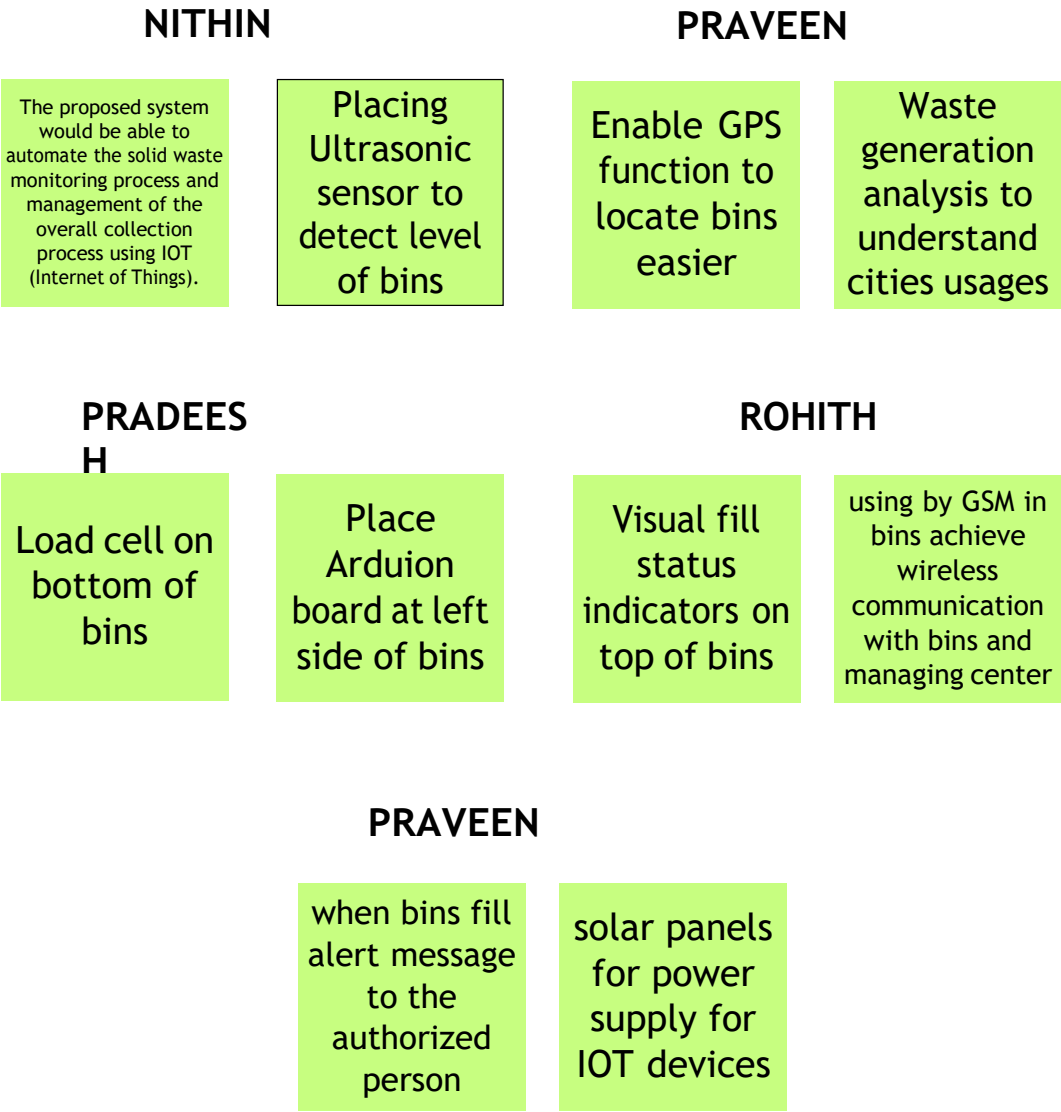 NITHIN
The proposed system
would be able to
automate the solid waste
monitoring process and
management of the
overall collection
process using IOT
(Internet of Things).
Placing
Ultrasonic
sensor to
detect level
of bins
PRAVEEN
Enable GPS
function to
locate bins
easier
Waste
generation
analysis to
understand
cities usages
PRADEES
H
Load cell on
bottom of
bins
Place
Arduion
board at left
side of bins
ROHITH
Visual fill
status
indicators on
top of bins
using by GSM in
bins achieve
wireless
communication
with bins and
managing center
PRAVEEN
when bins fill
alert message
to the
authorized
person
solar panels
for power
supply for
IOT devices